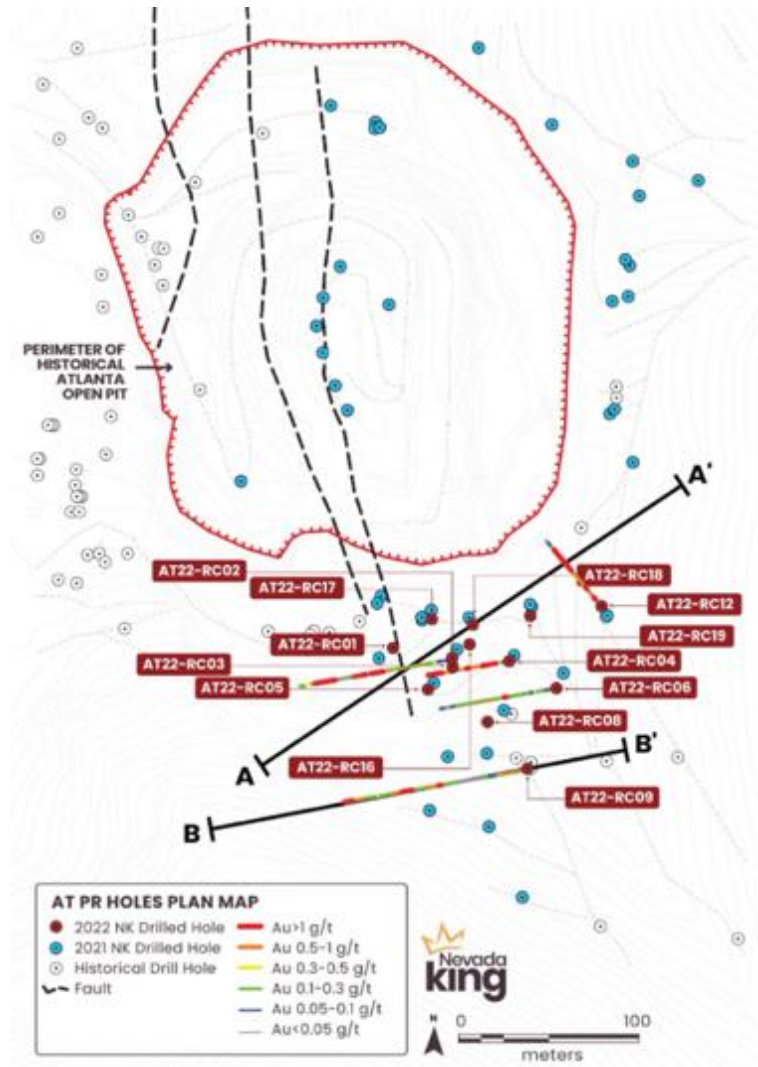 PERIMETER OF
HISTORICAL
ATLANTA
OPEN PIT
A'
AT22-RC02
AT22-RC17
AT22-RC18
AT22-RC12
AT22-RC01
AT22-RC19
AT22-RC03
AT22-RC04
AT22-RC05
AT22-RC06
AT22-RC08
B'
A
AT22-RC16
AT22-RC09
B
AT PR HOLES PLAN MAP
2022 NK Drilled Hole
2021 NK Drilled Hole
Historical Drill Hole
Fault
Au>1 g/t
Au 0.5-1 g/t
Au 0.3-0.5 g/t
Au 0.1-0.3 g/t
Au 0.05-0.1 g/t
Au<0.05 g/t
Nevada
king
N
0 100
meters